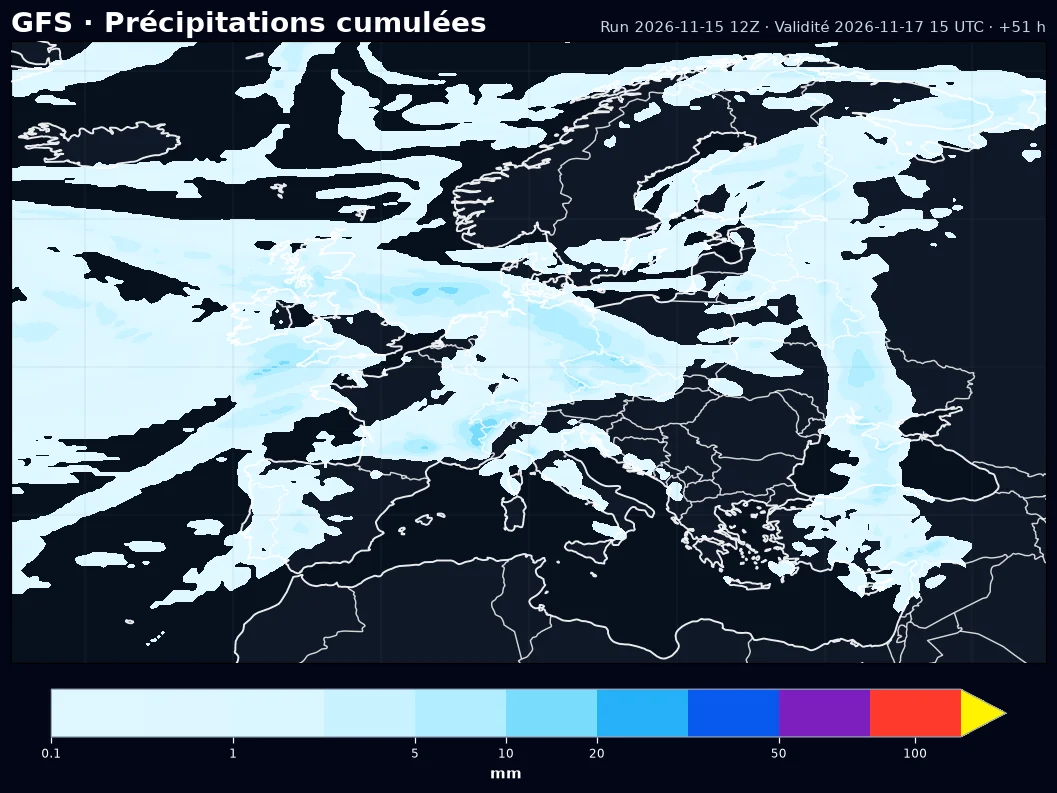 GFS · Précipitations cumulées
Run 2026-11-15 12Z · Validité 2026-11-17 15 UTC · +51 h
0.1 1 5 10 20 50 100
mm